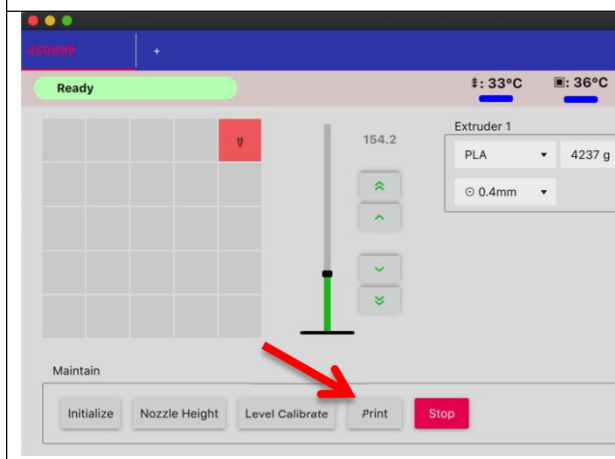 450899 +
Ready 33°C 36°C
154.2 Extruder 1
PLA 4237 g
0.4mm
Maintain
Initialize Nozzle Height Level Calibrate Print Stop